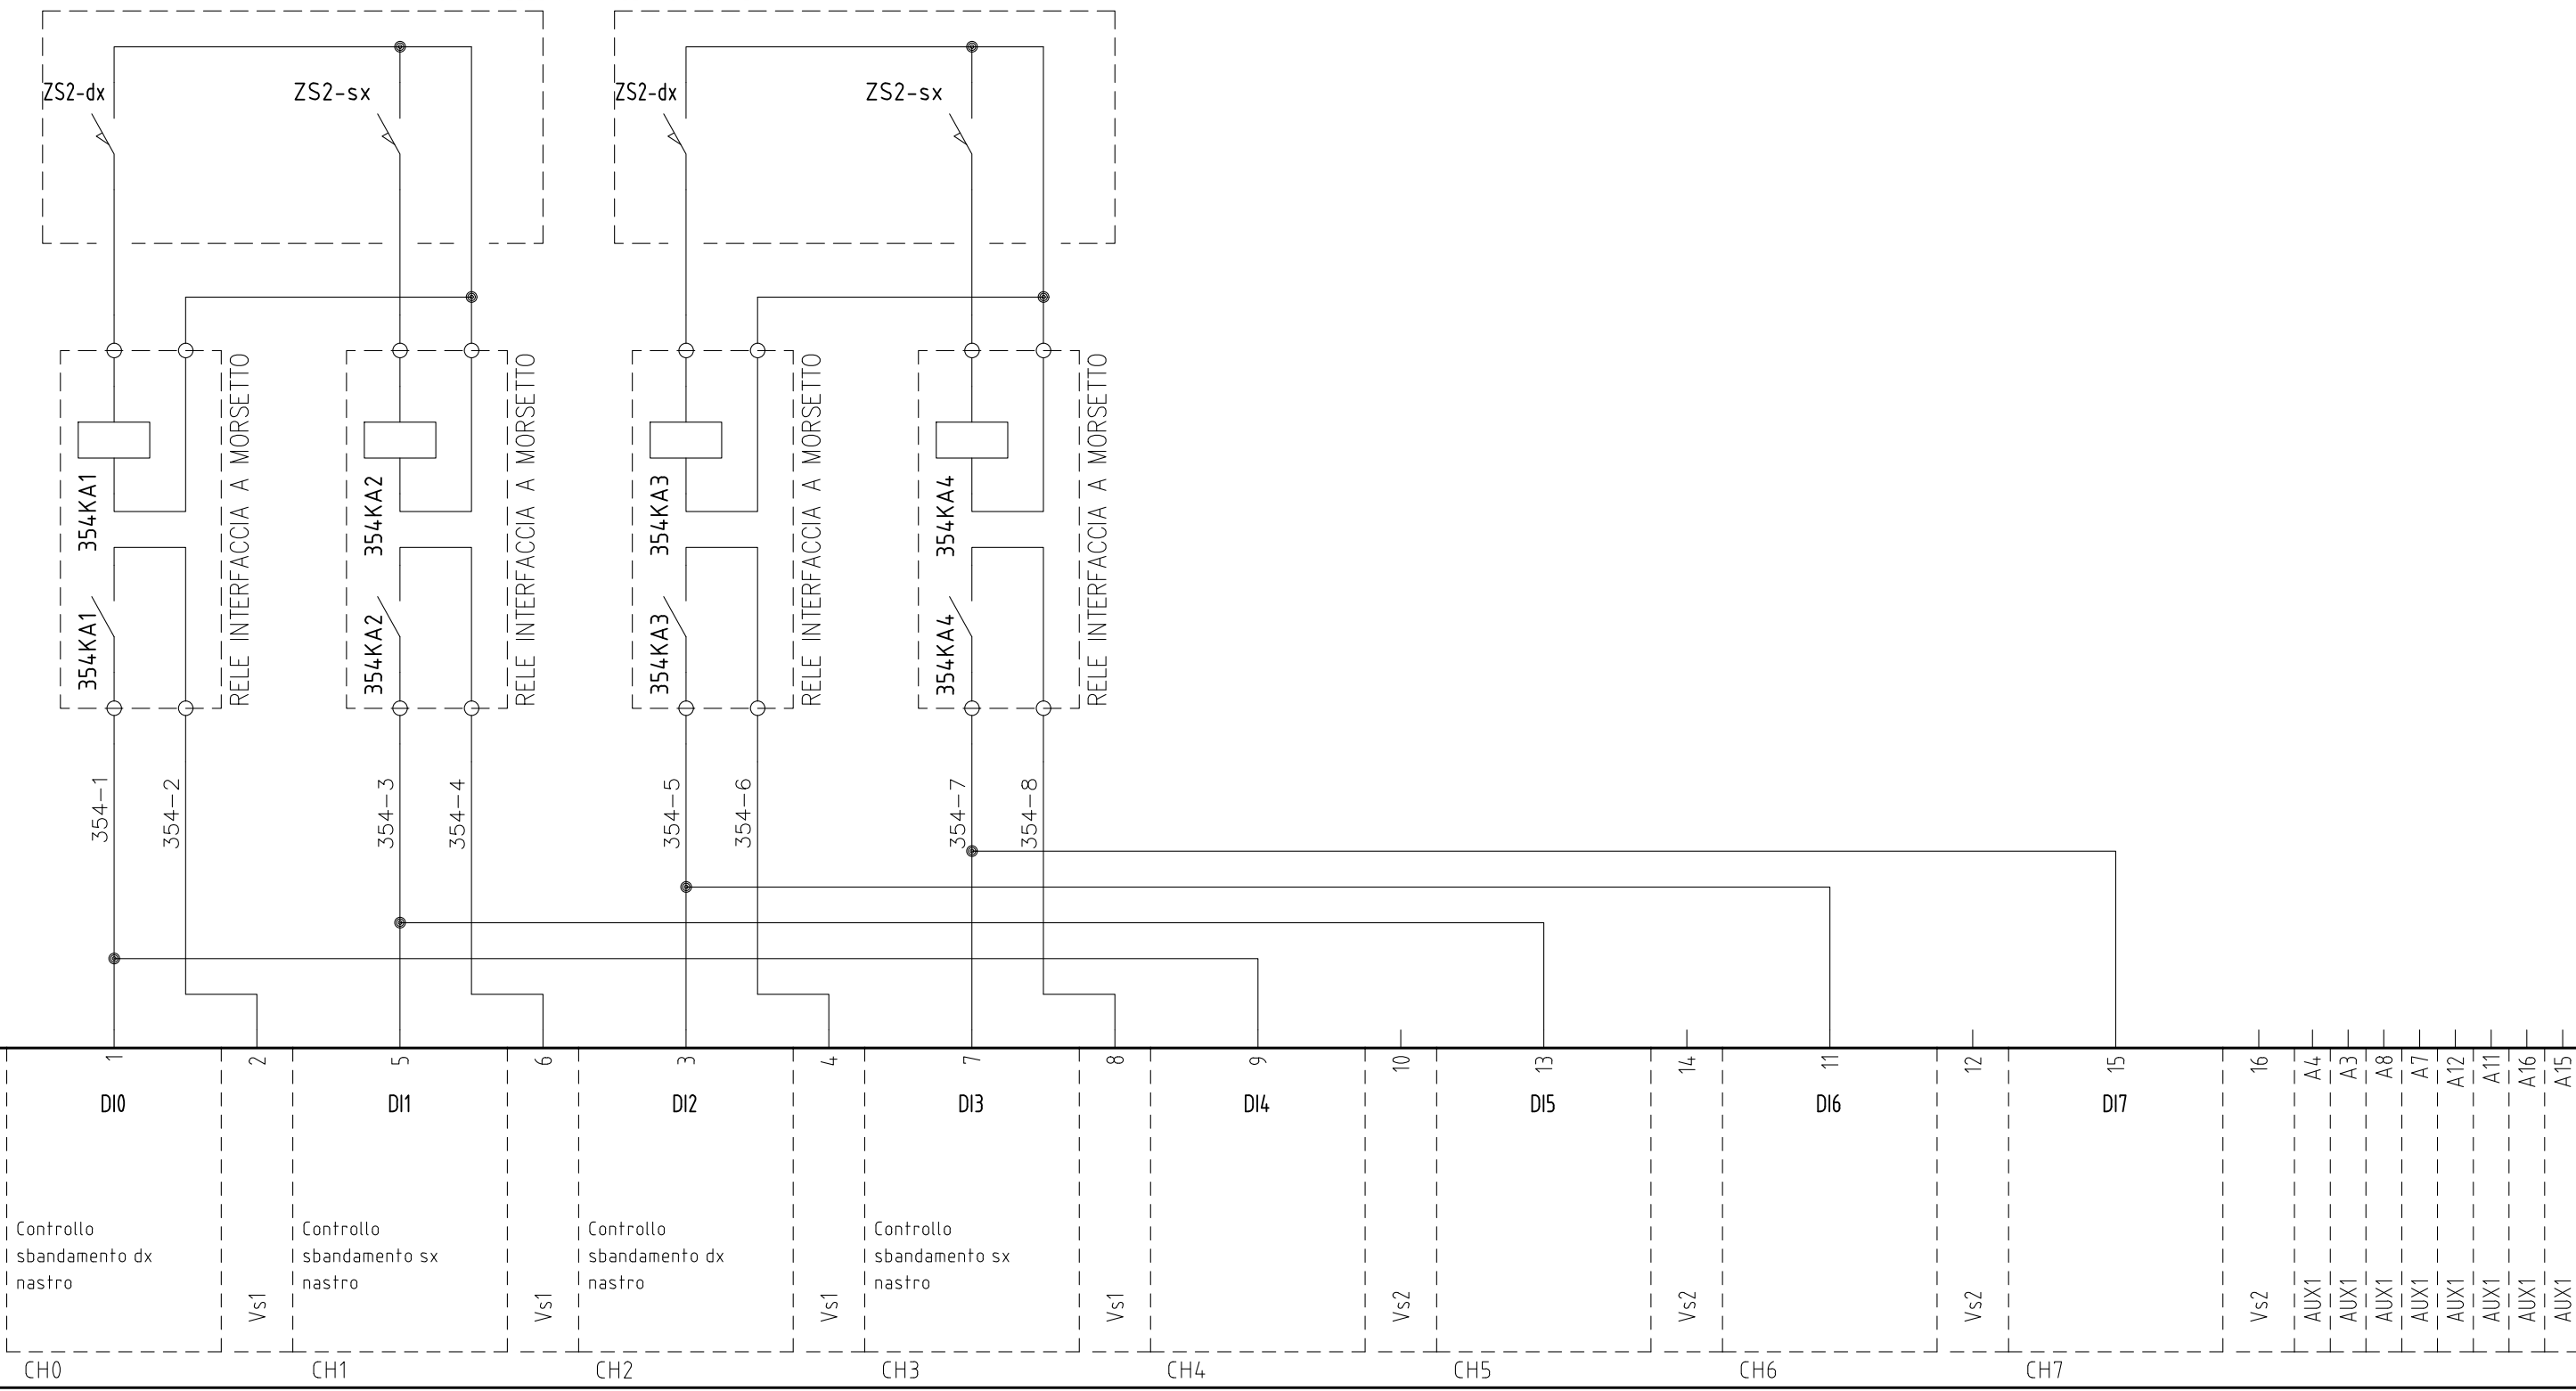 ZS2-dx
ZS2-sx
ZS2-dx
ZS2-sx
354KA1
354KA1
RELE INTERFACCIA A MORSETTO
354KA2
354KA2
RELE INTERFACCIA A MORSETTO
354KA3
354KA3
RELE INTERFACCIA A MORSETTO
354KA4
354KA4
RELE INTERFACCIA A MORSETTO
354-1
354-2
354-3
354-4
354-5
354-6
354-7
354-8
1
2
5
6
3
4
7
8
9
10
13
14
11
12
15
16
A4
A3
A8
A7
A12
A11
A16
A15
DI0
DI1
DI2
DI3
DI4
DI5
DI6
DI7
Controllo
sbandamento dx
nastro
Controllo
sbandamento sx
nastro
Controllo
sbandamento dx
nastro
Controllo
sbandamento sx
nastro
Vs1
Vs1
Vs1
Vs1
Vs2
Vs2
Vs2
Vs2
AUX1
AUX1
AUX1
AUX1
AUX1
AUX1
AUX1
AUX1
CH0
CH1
CH2
CH3
CH4
CH5
CH6
CH7